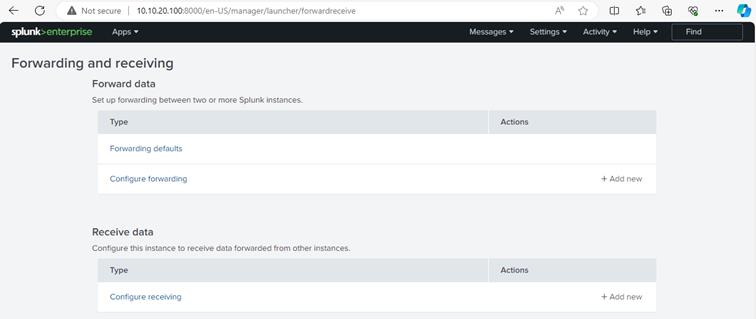 Not secure 10.10.20.100:8000/en-US/manager/launcher/forwardreceive
splunk>enterprise Apps Messages Settings Activity Help Find
Forwarding and receiving
Forward data
Set up forwarding between two or more Splunk instances.
Type Actions
Forwarding defaults
Configure forwarding + Add new
Receive data
Configure this instance to receive data forwarded from other instances.
Type Actions
Configure receiving + Add new